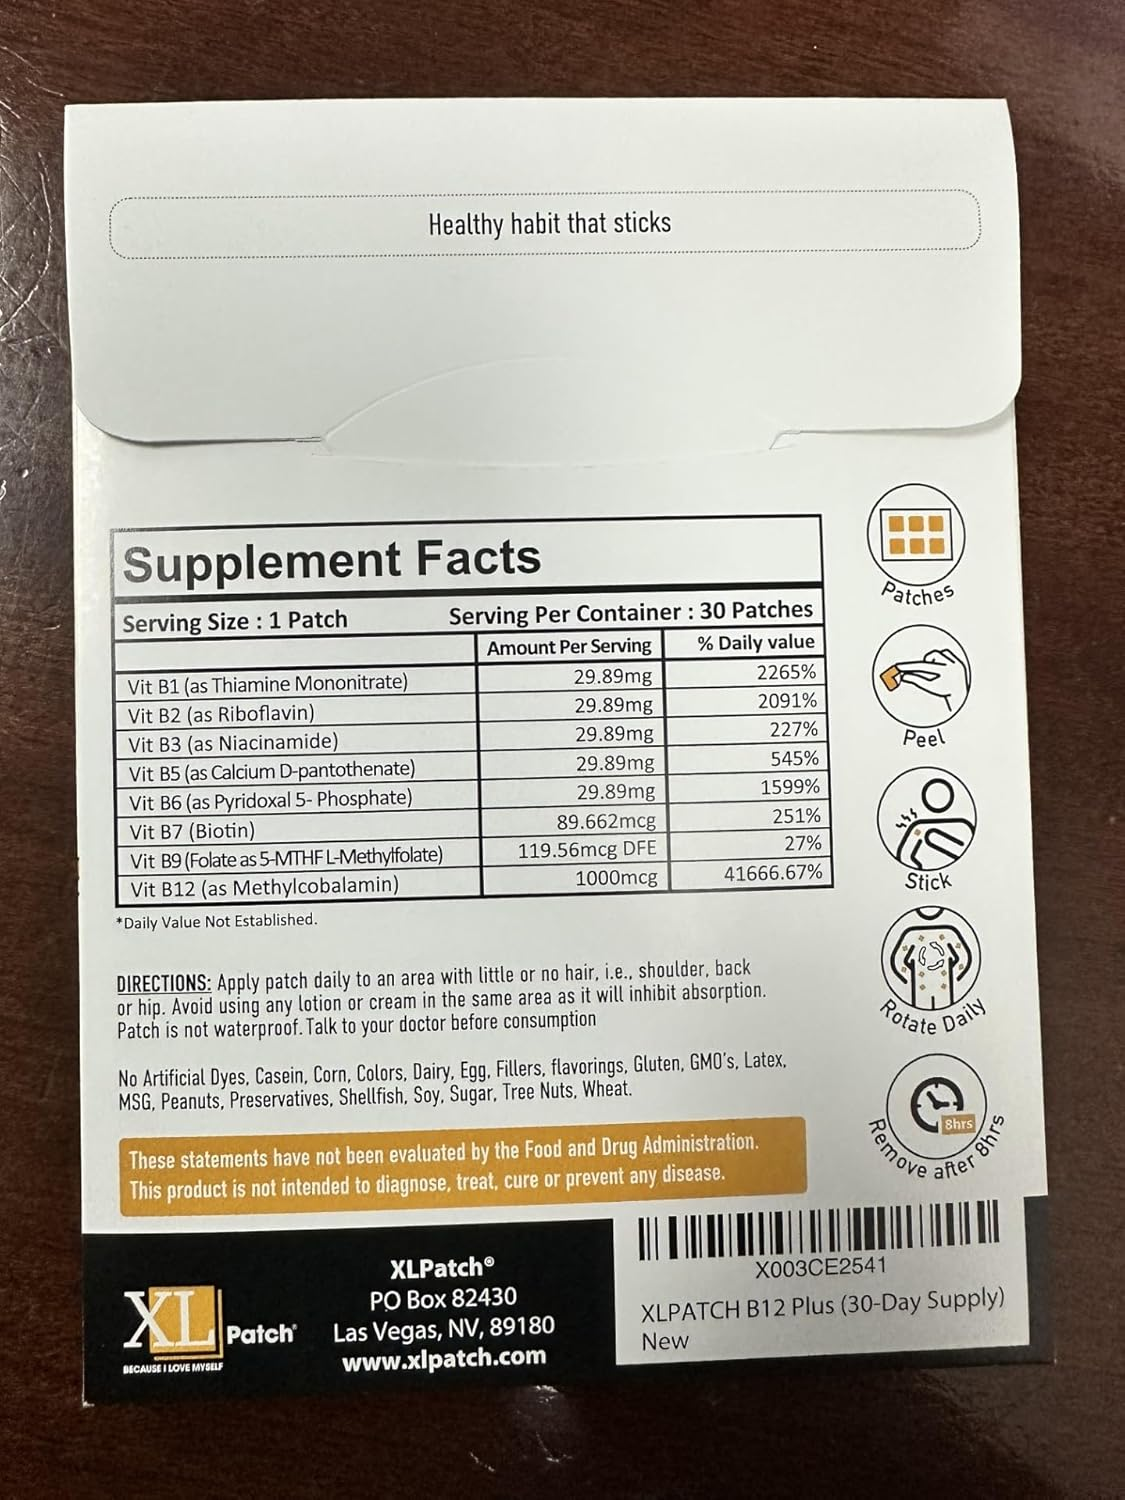 Healthy habit that sticks
Supplement Facts
Serving Size : 1 Patch Serving Per Container : 30 Patches
Amount Per Serving % Daily value
Vit B1 (as Thiamine Mononitrate) 29.89mg 2265%
Vit B2 (as Riboflavin) 29.89mg 2091%
Vit B3 (as Niacinamide) 29.89mg 227%
Vit B5 (as Calcium D-pantothenate) 29.89mg 545%
Vit B6 (as Pyridoxal 5- Phosphate) 29.89mg 1599%
Vit B7 (Biotin) 89.662mcg 251%
Vit B9 (Folate as 5-MTHF L-Methylfolate) 119.56mcg DFE 27%
Vit B12 (as Methylcobalamin) 1000mcg 41666.67%
*Daily Value Not Established.
DIRECTIONS: Apply patch daily to an area with little or no hair, i.e., shoulder, back
or hip. Avoid using any lotion or cream in the same area as it will inhibit absorption.
Patch is not waterproof. Talk to your doctor before consumption
No Artificial Dyes, Casein, Corn, Colors, Dairy, Egg, Fillers, flavorings, Gluten, GMO's, Latex,
MSG, Peanuts, Preservatives, Shellfish, Soy, Sugar, Tree Nuts, Wheat.
These statements have not been evaluated by the Food and Drug Administration.
This product is not intended to diagnose, treat, cure or prevent any disease.
Patches
Peel
Stick
Rotate Daily
8hrs
Remove after 8hrs
XL Patch®
BECAUSE I LOVE MYSELF
XLPatch®
PO Box 82430
Las Vegas, NV, 89180
www.xlpatch.com
X003CE2541
XLPATCH B12 Plus (30-Day Supply)
New